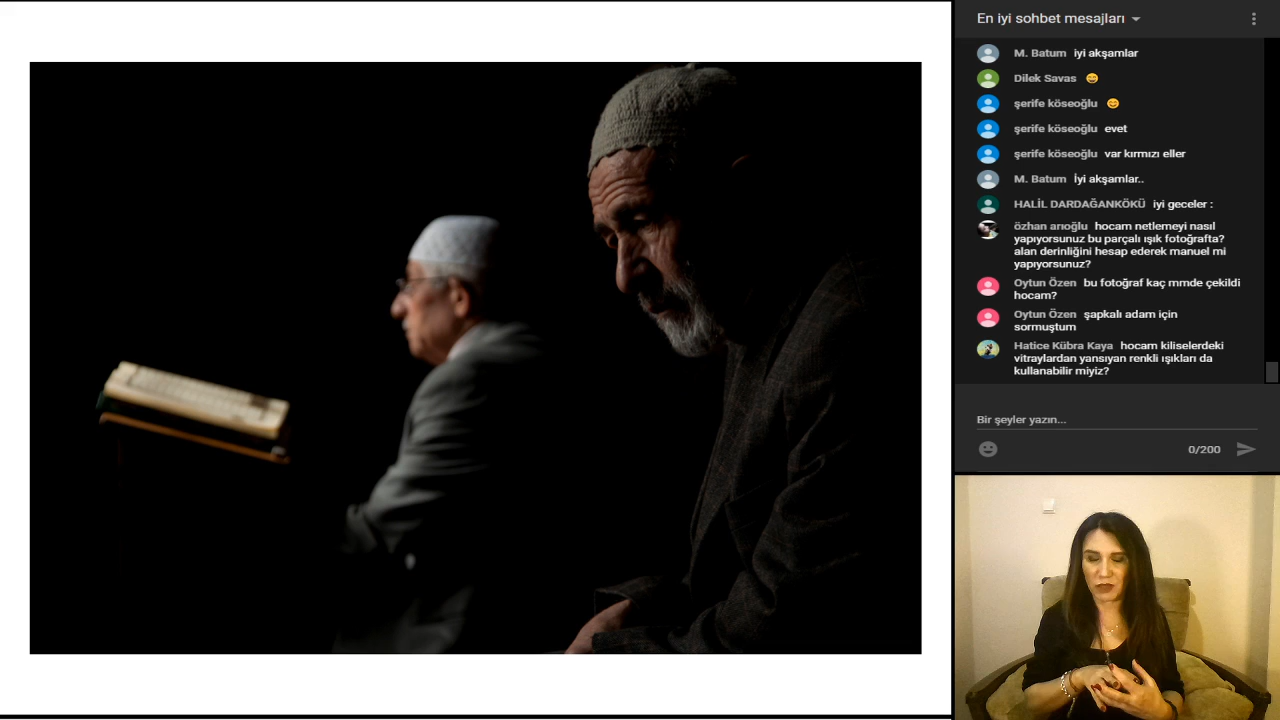 En iyi sohbet mesajları
M. Batum iyi akşamlar
Dilek Savas 😊
şerife köseoğlu 😊
şerife köseoğlu evet
şerife köseoğlu var kırmızı eller
M. Batum İyi akşamlar..
HALİL DARDAĞANKÖKÜ iyi geceler :
özhan arıoğlu hocam netlemeyi nasıl
yapıyorsunuz bu parçalı ışık fotoğrafta?
alan derinliğini hesap ederek manuel mi
yapıyorsunuz?
Oytun Özen bu fotoğraf kaç mmde çekildi
hocam?
Oytun Özen şapkalı adam için
sormuştum
Hatice Kübra Kaya hocam kiliselerdeki
vitraylardan yansıyan renkli ışıkları da
kullanabilir miyiz?
Bir şeyler yazın...
0/200